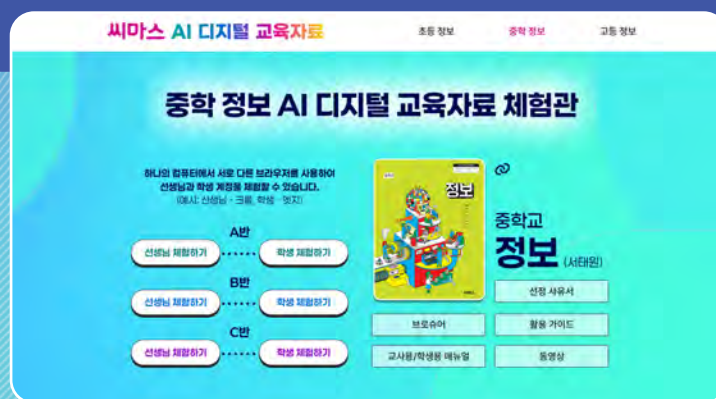 씨마스 AI 디지털 교육자료
초등 정보
중학 정보
고등 정보
중학 정보 AI 디지털 교육자료 체험관
하나의 컴퓨터에서 서로 다른 브라우저를 사용하여
선생님과 학생 계정을 체험할 수 있습니다.
(예시: 선생님 - 크롬, 학생 - 엣지)
A반
선생님 체험하기 ...... 학생 체험하기
B반
선생님 체험하기 ...... 학생 체험하기
C반
선생님 체험하기 ...... 학생 체험하기
정보
중학교
정보 (서태원)
선정 사유서
브로슈어
활용 가이드
교사용/학생용 매뉴얼
동영상